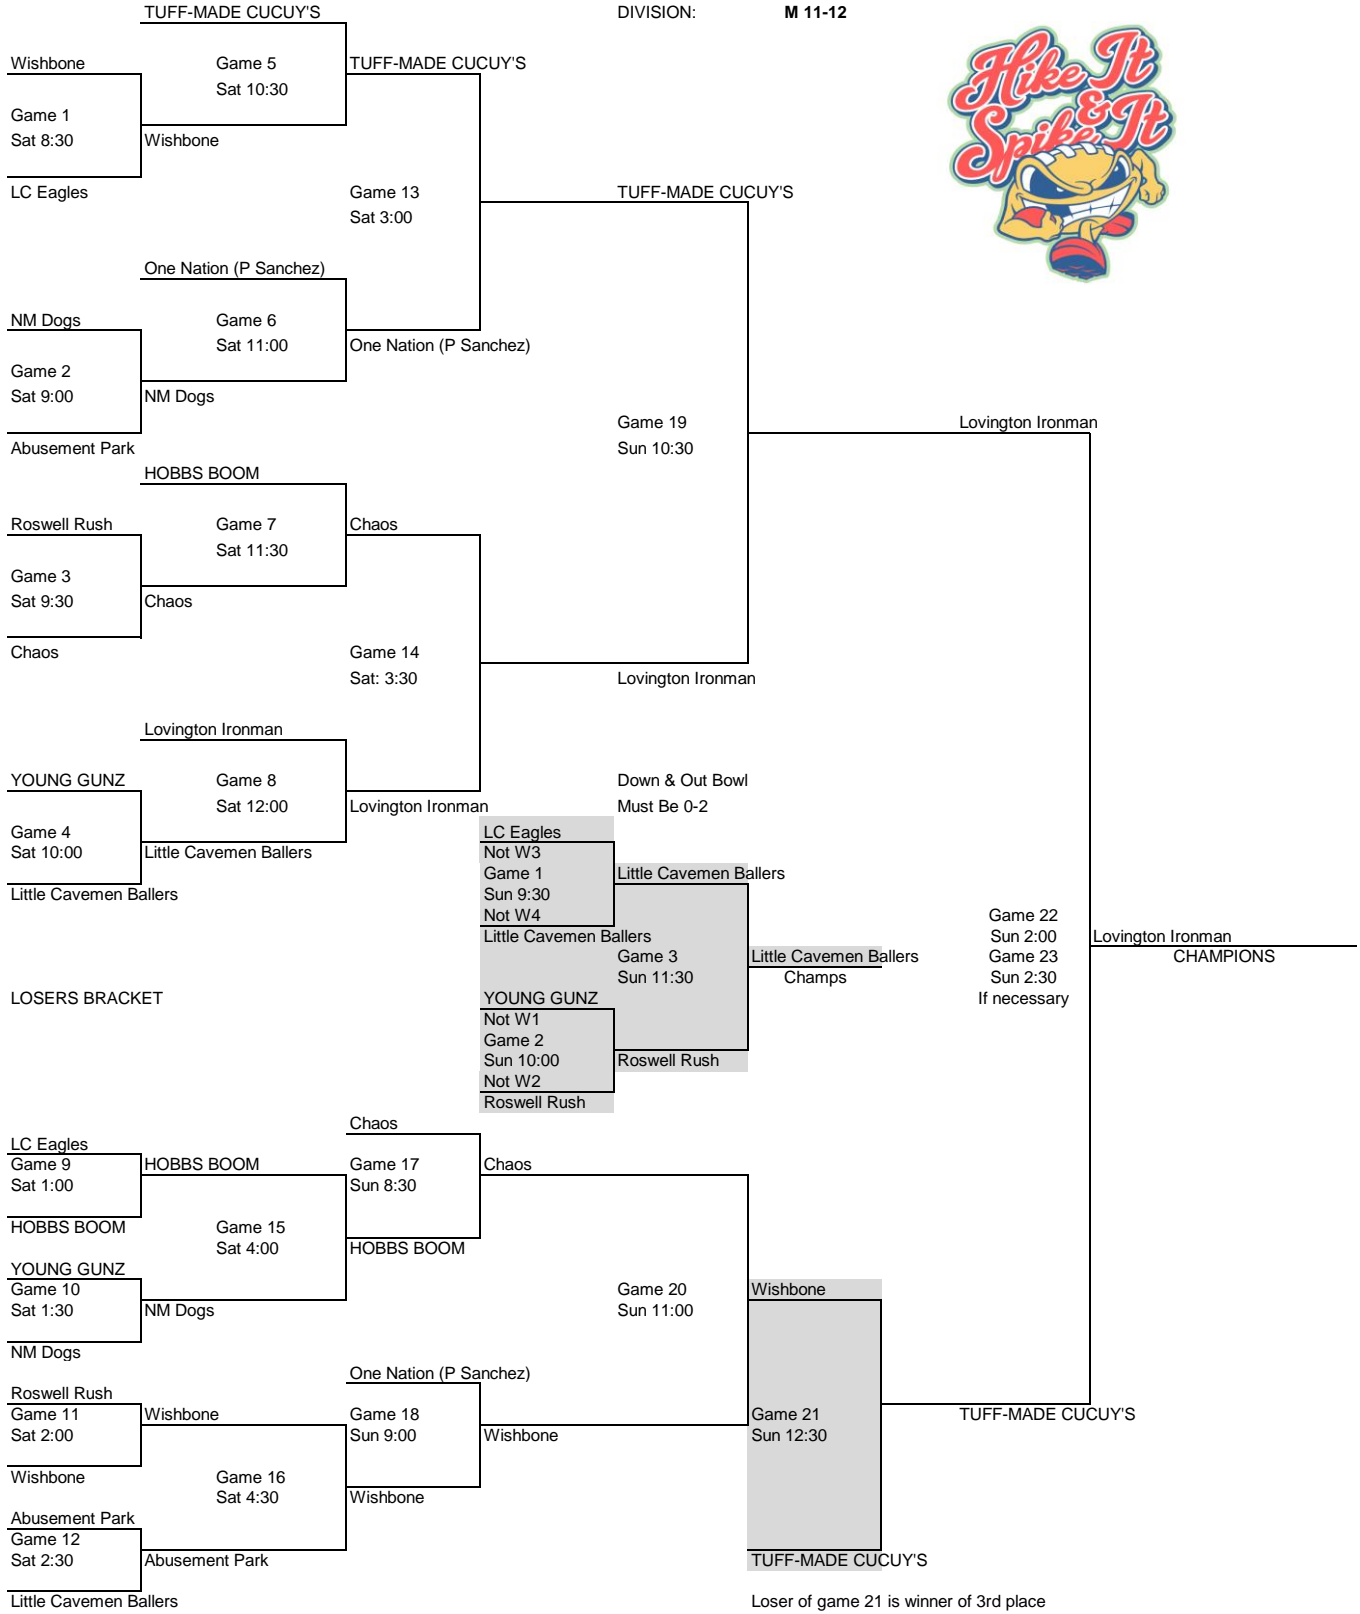 TUFF-MADE CUCUY'S
DIVISION: M 11-12
Hike It
&
Spike It
Wishbone
Game 5
TUFF-MADE CUCUY'S
Sat 10:30
Game 1
Sat 8:30
Wishbone
LC Eagles
Game 13
TUFF-MADE CUCUY'S
Sat 3:00
One Nation (P Sanchez)
NM Dogs
Game 6
Sat 11:00
One Nation (P Sanchez)
Game 2
Sat 9:00
NM Dogs
Game 19
Lovington Ironman
Abusement Park
Sun 10:30
HOBBS BOOM
Roswell Rush
Game 7
Chaos
Sat 11:30
Game 3
Sat 9:30
Chaos
Chaos
Game 14
Sat: 3:30
Lovington Ironman
Lovington Ironman
YOUNG GUNZ
Game 8
Down & Out Bowl
Sat 12:00
Lovington Ironman
Must Be 0-2
Game 4
LC Eagles
Sat 10:00
Little Cavemen Ballers
Not W3
Game 1
Little Cavemen Ballers
Little Cavemen Ballers
Sun 9:30
Not W4
Game 22
Little Cavemen Ballers
Sun 2:00
Lovington Ironman
Game 3
Little Cavemen Ballers
Game 23
CHAMPIONS
Sun 11:30
Champs
Sun 2:30
LOSERS BRACKET
YOUNG GUNZ
If necessary
Not W1
Game 2
Sun 10:00
Roswell Rush
Not W2
Roswell Rush
Chaos
LC Eagles
Game 9
HOBBS BOOM
Game 17
Chaos
Sat 1:00
Sun 8:30
HOBBS BOOM
Game 15
Sat 4:00
HOBBS BOOM
YOUNG GUNZ
Game 10
Game 20
Wishbone
Sat 1:30
NM Dogs
Sun 11:00
NM Dogs
One Nation (P Sanchez)
Roswell Rush
Game 11
Wishbone
Game 18
Game 21
TUFF-MADE CUCUY'S
Sat 2:00
Sun 9:00
Wishbone
Sun 12:30
Wishbone
Game 16
Sat 4:30
Wishbone
Abusement Park
Game 12
Sat 2:30
Abusement Park
TUFF-MADE CUCUY'S
Little Cavemen Ballers
Loser of game 21 is winner of 3rd place